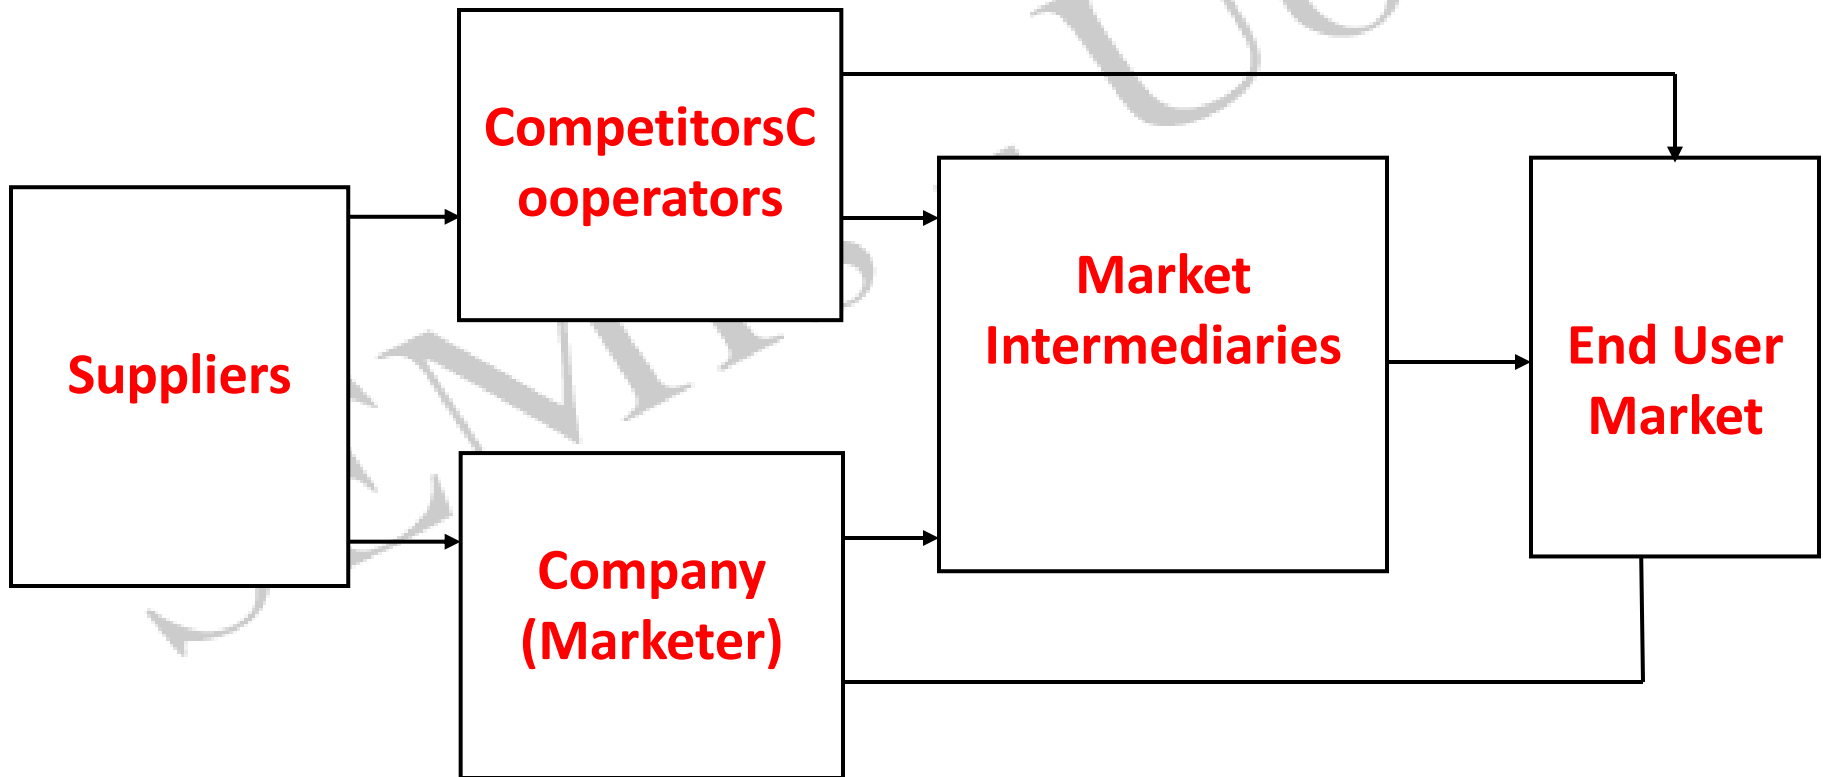 CompetitorsC
ooperators
Suppliers
Market
Intermediaries
End User
Market
Company
(Marketer)